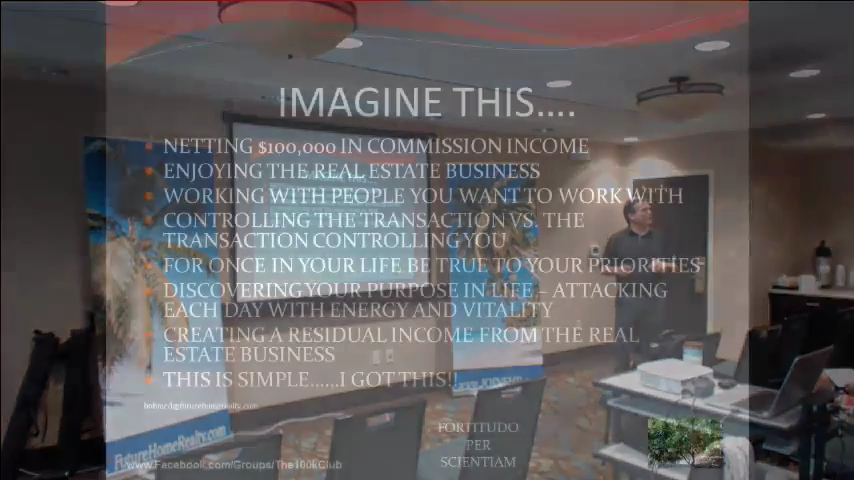 IMAGINE THIS....
NETTING $100,000 IN COMMISSION INCOME
ENJOYING THE REAL ESTATE BUSINESS
WORKING WITH PEOPLE YOU WANT TO WORK WITH
CONTROLLING THE TRANSACTION VS. THE
TRANSACTION CONTROLLING YOU
FOR ONCE IN YOUR LIFE BE TRUE TO YOUR PRIORITIES
DISCOVERING YOUR PURPOSE IN LIFE – ATTACKING
EACH DAY WITH ENERGY AND VITALITY
CREATING A RESIDUAL INCOME FROM THE REAL
ESTATE BUSINESS
THIS IS SIMPLE......I GOT THIS!!
FORTITUDO
PER
SCIENTIAM
FutureHomeRealty.com
www.Facebook.com/Groups/The100kClub